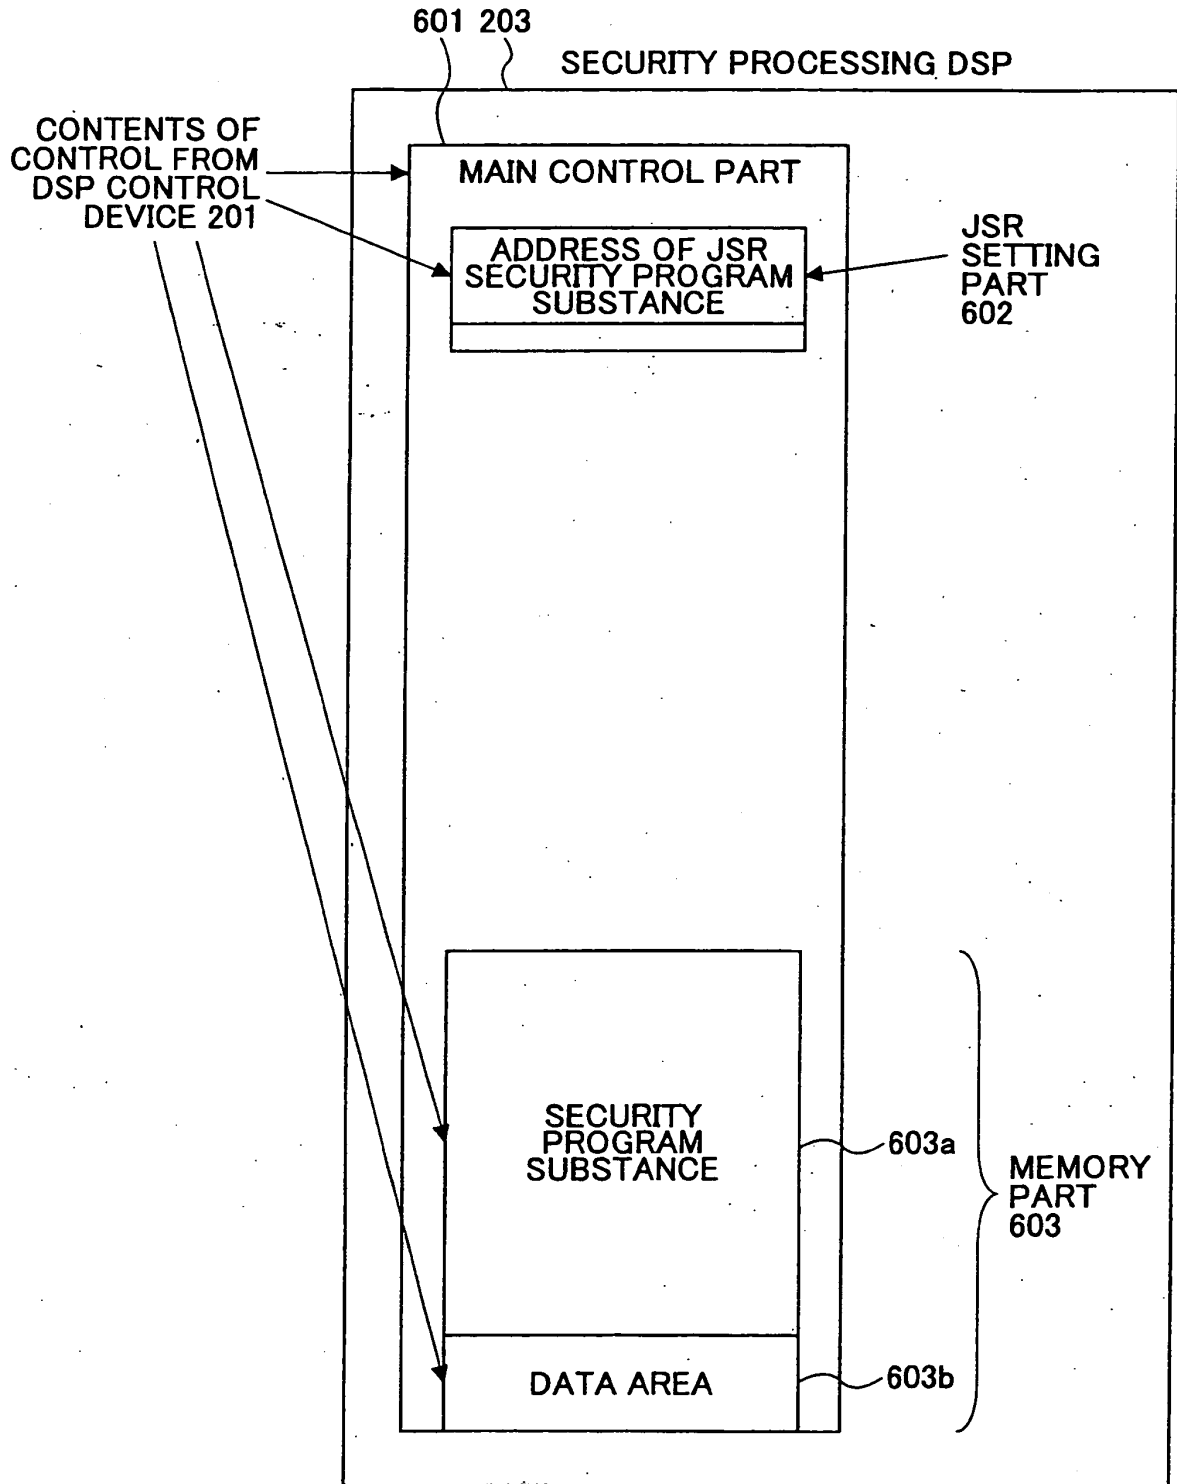 601 203
SECURITY PROCESSING DSP
CONTENTS OF
CONTROL FROM
DSP CONTROL
DEVICE 201
MAIN CONTROL PART
ADDRESS OF JSR
SECURITY PROGRAM
SUBSTANCE
JSR
SETTING
PART
602
SECURITY
PROGRAM
SUBSTANCE
603a
MEMORY
PART
603
DATA AREA
603b